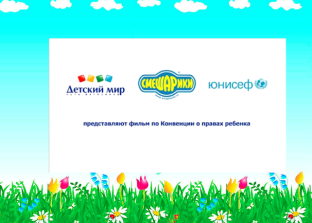 Детский мир
СМЕШАРИКИ
юнисеф
представляют фильм по Конвенции о правах ребенка